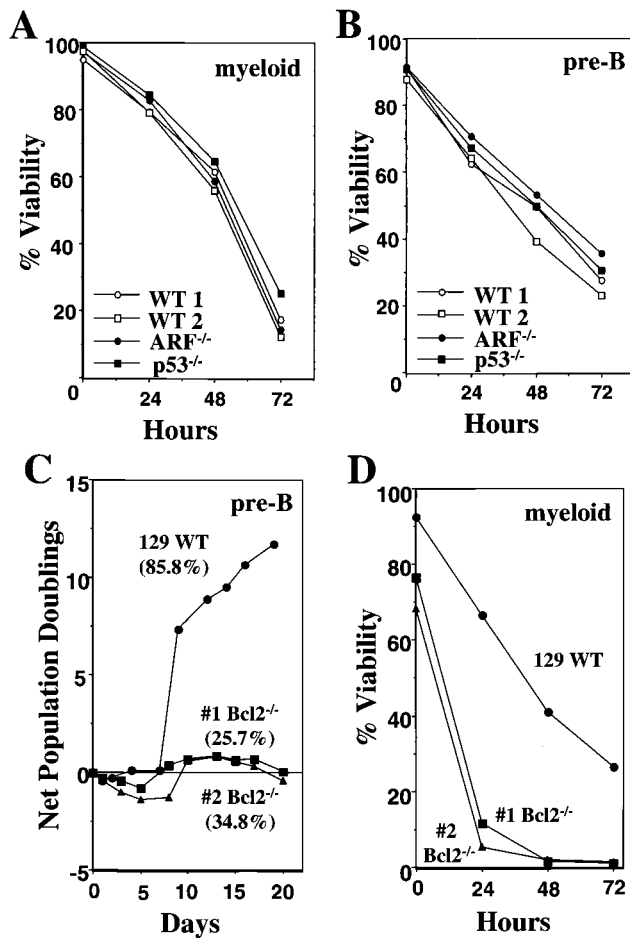 A
myeloid
% Viability
100
80
60
40
20
0
WT 1
WT 2
ARF-/-
p53-/-
0 24 48 72
Hours
B
pre-B
% Viability
100
80
60
40
20
0
WT 1
WT 2
ARF-/-
p53-/-
0 24 48 72
Hours
C
pre-B
Net Population Doublings
15
10
5
0
-5
129 WT
(85.8%)
#1 Bcl2-/-
(25.7%)
#2 Bcl2-/-
(34.8%)
0 5 10 15 20
Days
D
myeloid
% Viability
100
80
60
40
20
0
129 WT
#1 Bcl2-/-
#2
Bcl2-/-
0 24 48 72
Hours